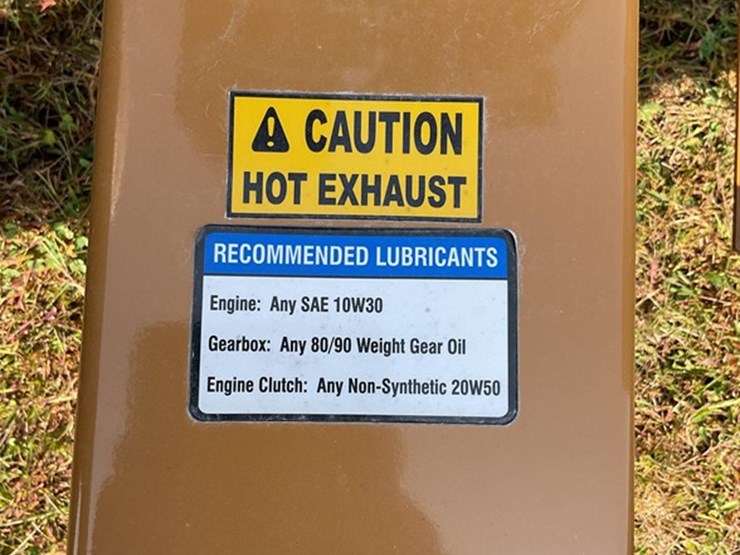 CAUTION
HOT EXHAUST
RECOMMENDED LUBRICANTS
Engine: Any SAE 10W30
Gearbox: Any 80/90 Weight Gear Oil
Engine Clutch: Any Non-Synthetic 20W50